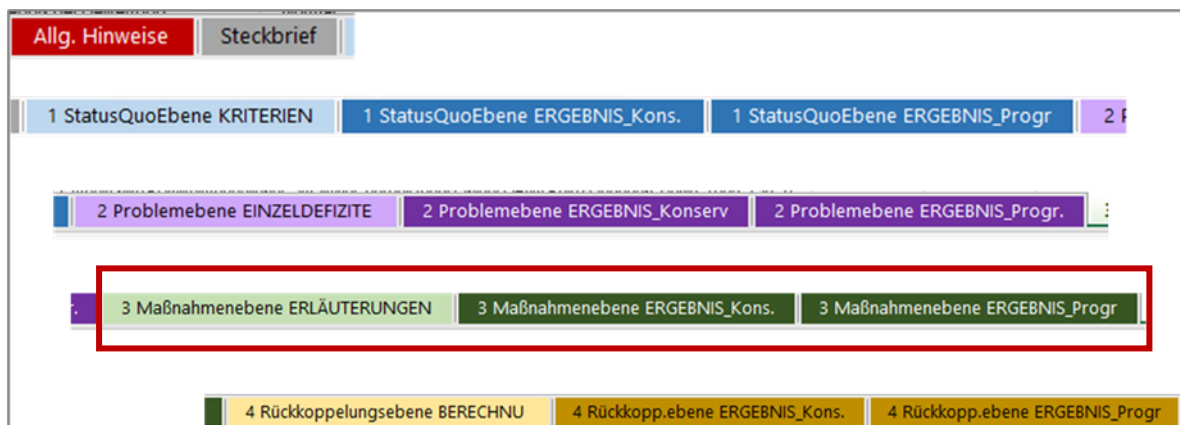 Allg. Hinweise Steckbrief
1 StatusQuoEbene KRITERIEN 1 StatusQuoEbene ERGEBNIS_Kons. 1 StatusQuoEbene ERGEBNIS_Progr 2
2 Problemebene EINZELDEFIZITE 2 Problemebene ERGEBNIS_Konserv 2 Problemebene ERGEBNIS_Progr.
r. 3 Maßnahmenebene ERLÄUTERUNGEN 3 Maßnahmenebene ERGEBNIS_Kons. 3 Maßnahmenebene ERGEBNIS_Progr
4 Rückkoppelungsebene BERECHNU 4 Rückkopp.ebene ERGEBNIS_Kons. 4 Rückkopp.ebene ERGEBNIS_Progr